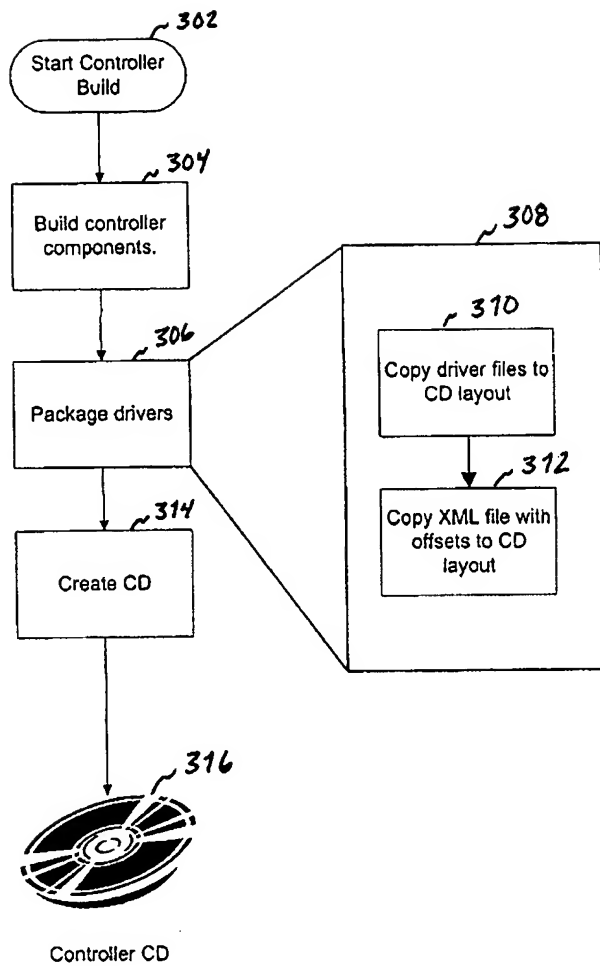 302
Start Controller
Build
304
Build controller
components.
306
Package drivers
308
310
Copy driver files to
CD layout
312
Copy XML file with
offsets to CD
layout
314
Create CD
316
Controller CD